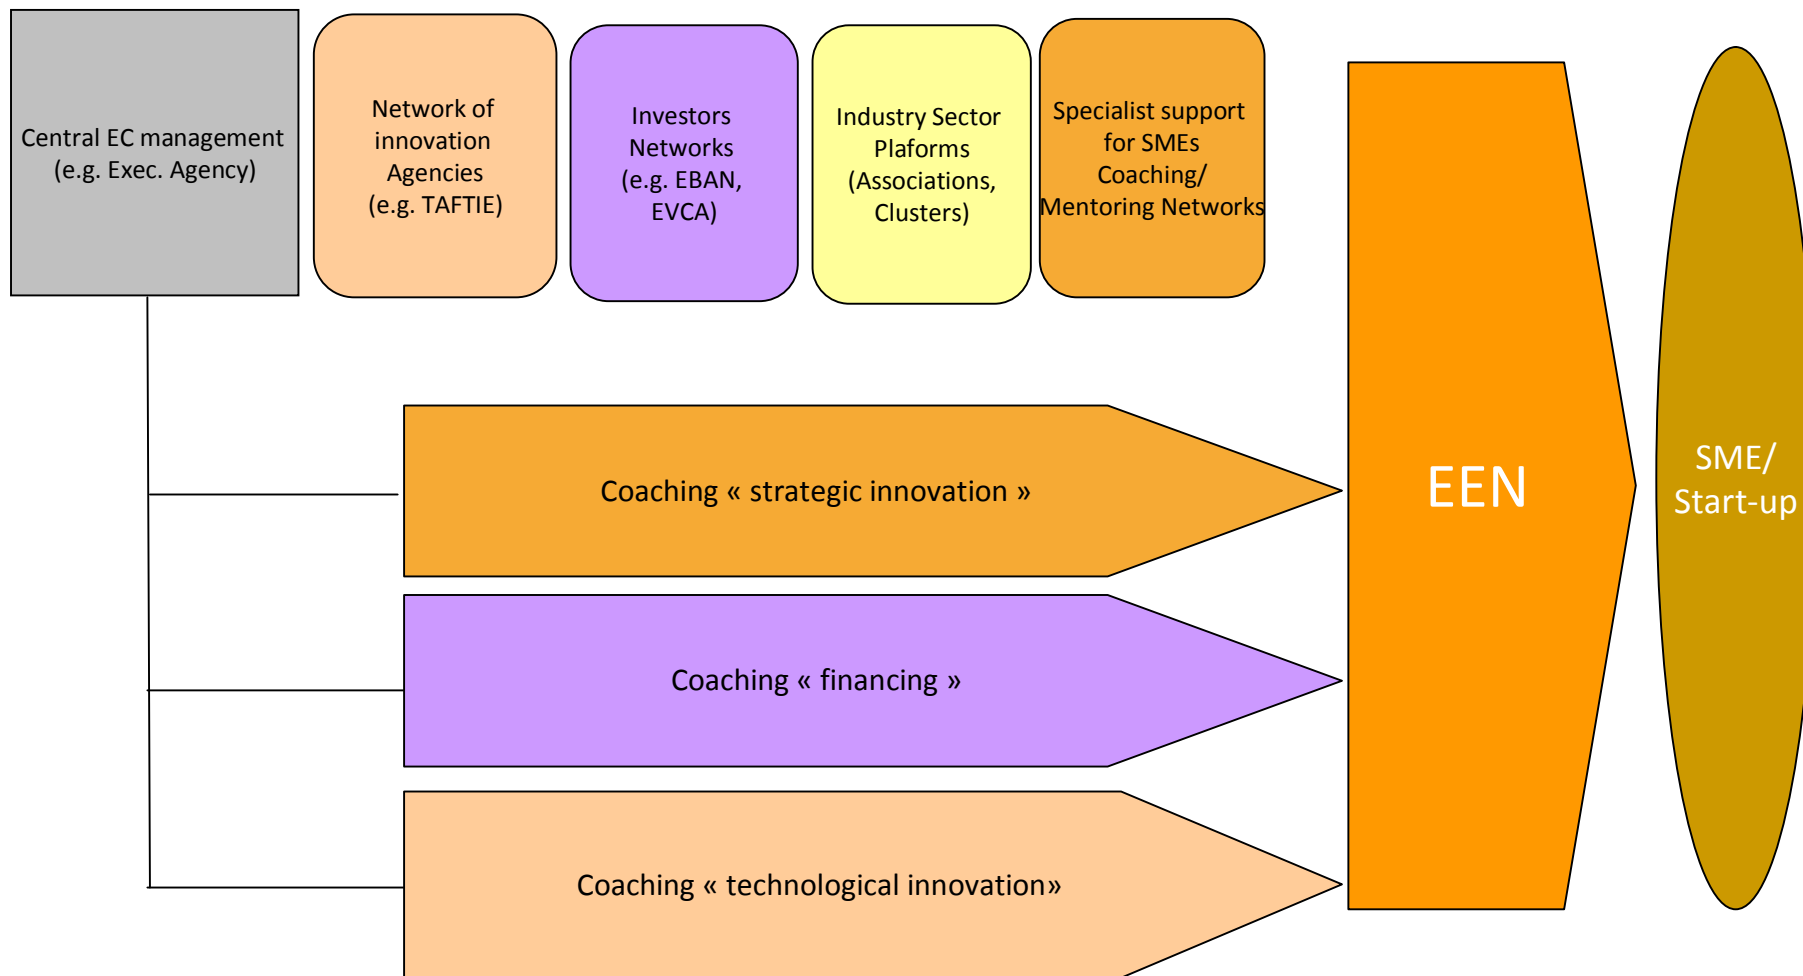 Central EC management
(e.g. Exec. Agency)
Network of
innovation
Agencies
(e.g. TAFTIE)
Investors
Networks
(e.g. EBAN,
EVCA)
Industry Sector
Plaforms
(Associations,
Clusters)
Specialist support
for SMEs
Coaching/
Mentoring Networks
Coaching « strategic innovation »
Coaching « financing »
Coaching « technological innovation»
EEN
SME/
Start-up